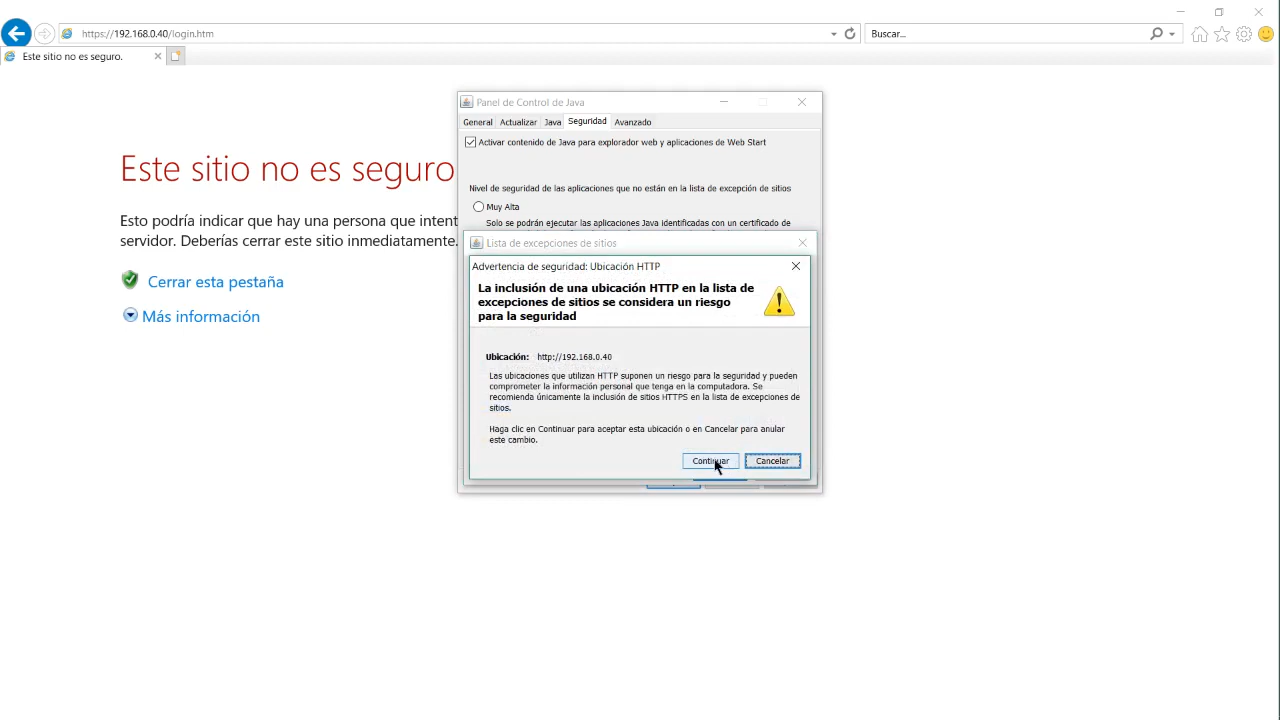 https://192.168.0.40/login.htm
Buscar...
Este sitio no es seguro.
Panel de Control de Java
General Actualizar Java Seguridad Avanzado
Activar contenido de Java para explorador web y aplicaciones de Web Start
Este sitio no es seguro
Nivel de seguridad de las aplicaciones que no están en la lista de excepción de sitios
Muy Alta
Esto podría indicar que hay una persona que intent
Solo se podrán ejecutar las aplicaciones Java identificadas con un certificado de
servidor. Deberías cerrar este sitio inmediatamente.
Lista de excepciones de sitios
Advertencia de seguridad: Ubicación HTTP
Cerrar esta pestaña
La inclusión de una ubicación HTTP en la lista de
excepciones de sitios se considera un riesgo
para la seguridad
Más información
Ubicación: http://192.168.0.40
Las ubicaciones que utilizan HTTP suponen un riesgo para la seguridad y pueden
comprometer la información personal que tenga en la computadora. Se
recomienda únicamente la inclusión de sitios HTTPS en la lista de excepciones de
sitios.
Haga clic en Continuar para aceptar esta ubicación o en Cancelar para anular
este cambio.
Continuar Cancelar